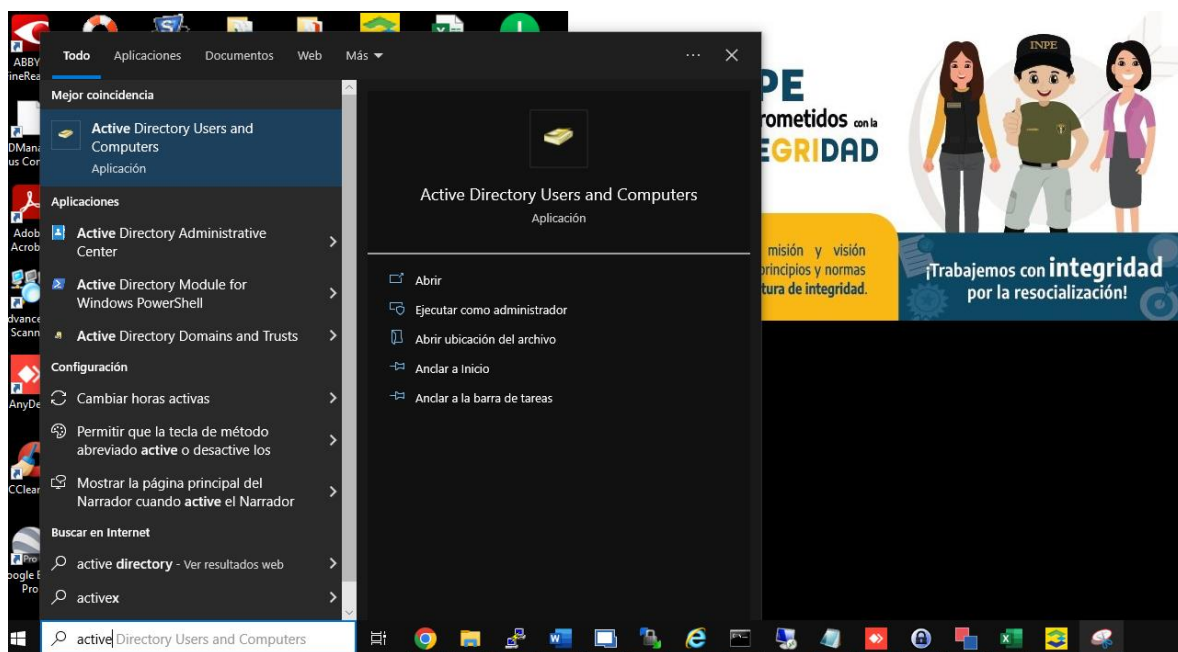 Todo Aplicaciones Documentos Web Más
Mejor coincidencia
Active Directory Users and
Computers
Aplicación
Aplicaciones
Active Directory Administrative
Center
Active Directory Module for
Windows PowerShell
Active Directory Domains and Trusts
Configuración
Cambiar horas activas
Permitir que la tecla de método
abreviado active o desactive los
Mostrar la página principal del
Narrador cuando active el Narrador
Buscar en Internet
active directory - Ver resultados web
activex
active Directory Users and Computers
Active Directory Users and Computers
Aplicación
Abrir
Ejecutar como administrador
Abrir ubicación del archivo
Anclar a Inicio
Anclar a la barra de tareas
ABBY
ineRea
DMana
us Con
Adob
Acrob
dvance
Scann
AnyDe
CClean
oogle E
Pro
PE
rometidos con la
EGRIDAD
misión y visión
principios y normas
tura de integridad.
INPE
¡Trabajemos con integridad
por la resocialización!